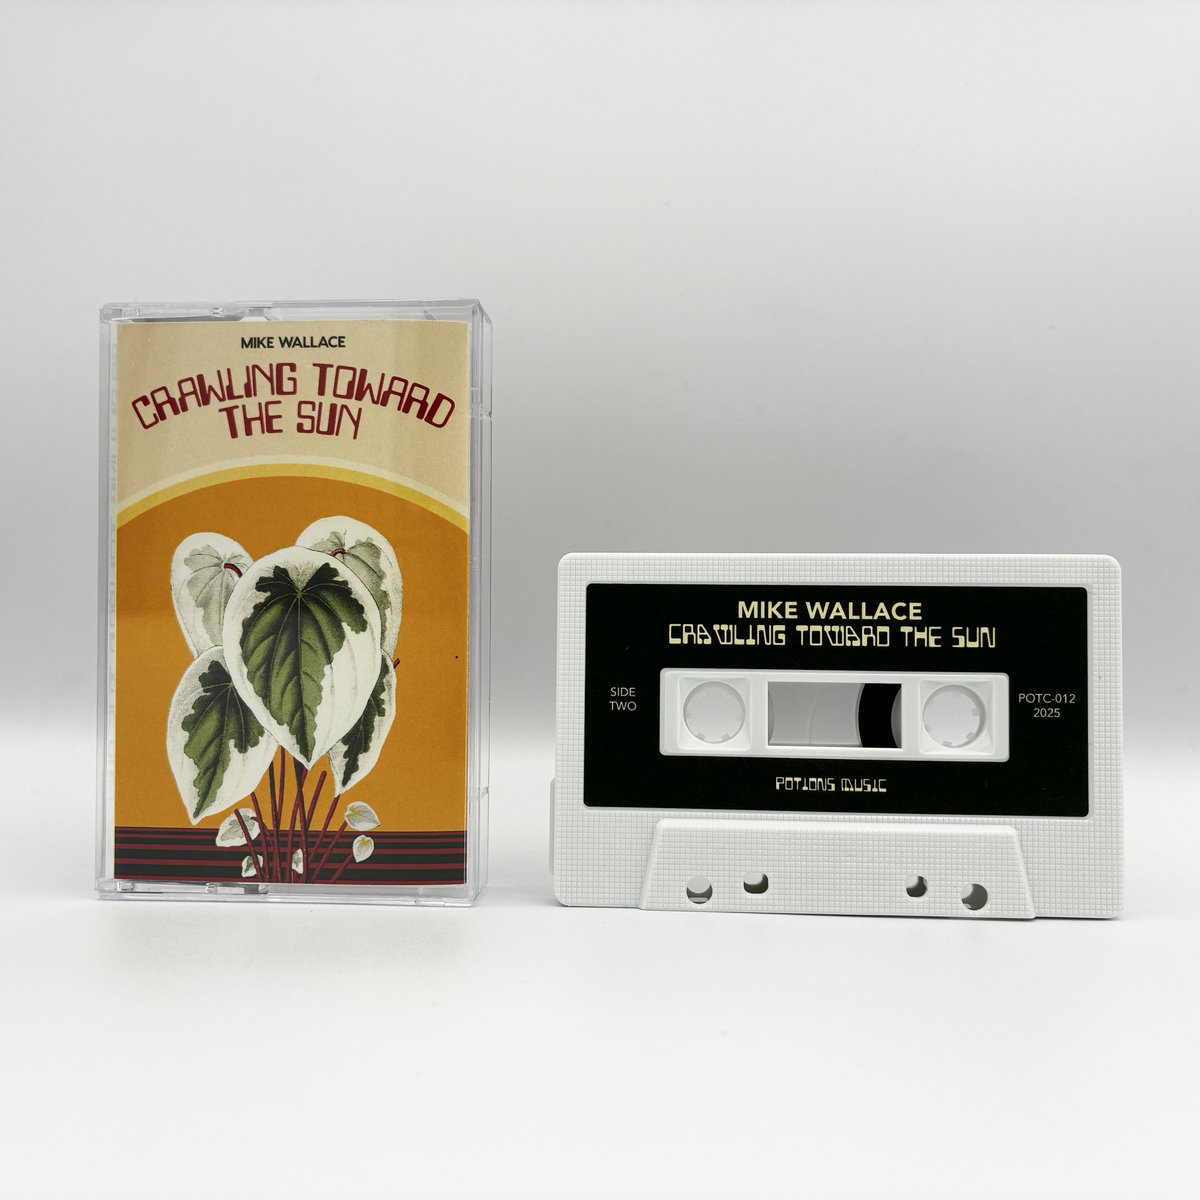 MIKE WALLACE
CRAWLING TOWARD
THE SUN
MIKE WALLACE
CRAWLING TOWARD THE SUN
SIDE
TWO
POTC-012
2025
POTIONS MUSIC